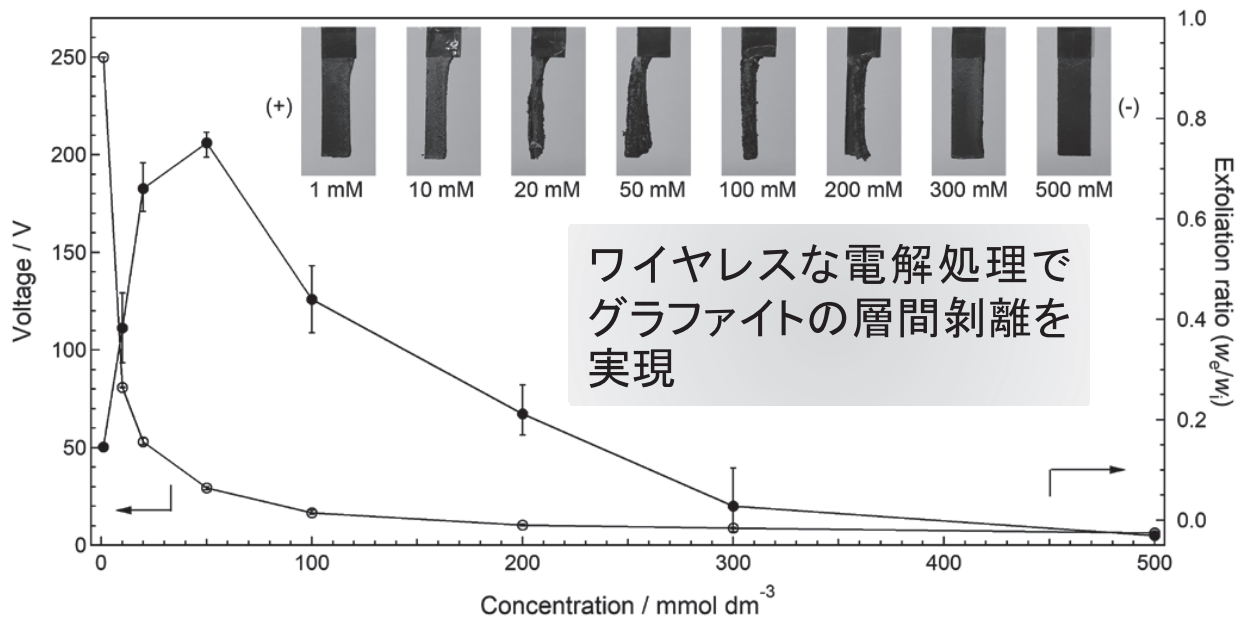 250
200
150
100
50
0
Voltage / V
1.0
0.8
0.6
0.4
0.2
0.0
Exfoliation ratio (wₑ/wᵢ)
(+)
(-)
1 mM 10 mM 20 mM 50 mM 100 mM 200 mM 300 mM 500 mM
ワイヤレスな電解処理で
グラファイトの層間剝離を
実現
0 100 200 300 400 500
Concentration / mmol dm⁻³